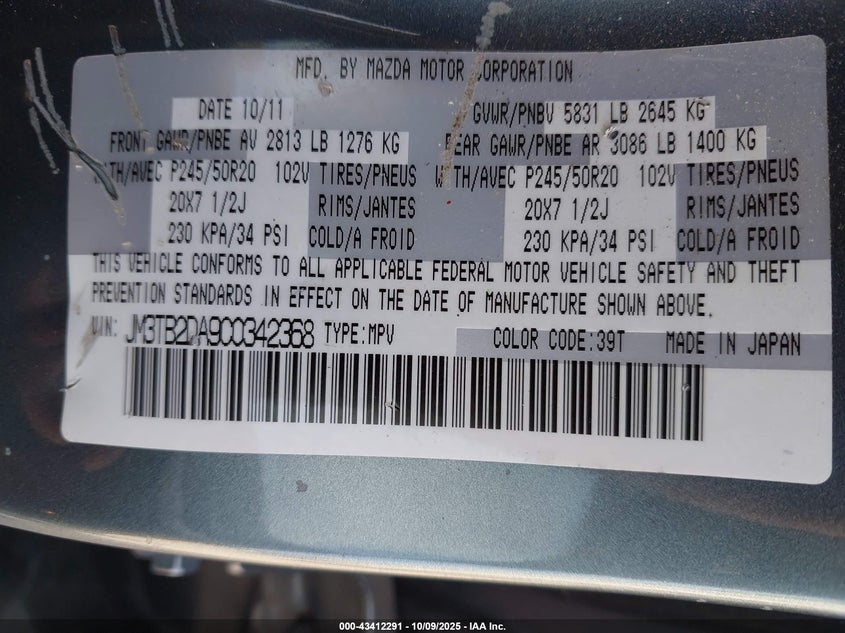 MFD. BY MAZDA MOTOR CORPORATION
DATE 10/11 GVWR/PNBV 5831 LB 2645 KG
FRONT GAWR/PNBE AV 2813 LB 1276 KG REAR GAWR/PNBE AR 3086 LB 1400 KG
WITH/AVEC P245/50R20 102V TIRES/PNEUS WITH/AVEC P245/50R20 102V TIRES/PNEUS
20X7 1/2J RIMS/JANTES 20X7 1/2J RIMS/JANTES
230 KPA/34 PSI COLD/A FROID 230 KPA/34 PSI COLD/A FROID
THIS VEHICLE CONFORMS TO ALL APPLICABLE FEDERAL MOTOR VEHICLE SAFETY AND THEFT
PREVENTION STANDARDS IN EFFECT ON THE DATE OF MANUFACTURE SHOWN ABOVE.
VIN: JM3TB2DA9C0342368 TYPE:MPV COLOR CODE:39T MADE IN JAPAN
000-43412291 - 10/09/2025 - IAA Inc.